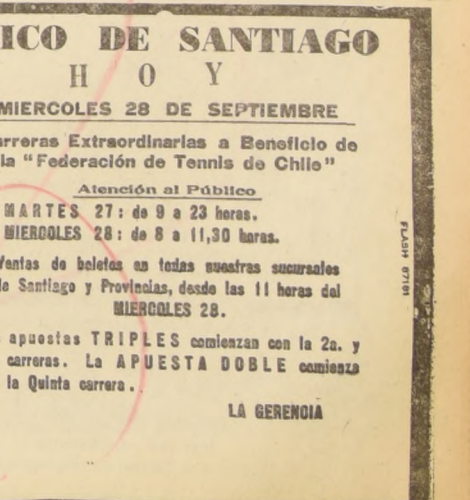 ICO DE SANTIAGO
HOY
MIERCOLES 28 DE SEPTIEMBRE
rreras Extraordinarias a Beneficio de
la "Federación de Tennis de Chile"
Atención al Público
MARTES 27: de 9 a 23 horas.
MIERCOLES 28: de 8 a 11,30 horas.
Ventas de boletos en todas nuestras sucursales
de Santiago y Provincias, desde las 11 horas del
MIERCOLES 28.
s apuestas TRIPLES comienzan con la 2a. y
carreras. La APUESTA DOBLE comienza
la Quinta carrera.
LA GERENCIA
FLASH 87181